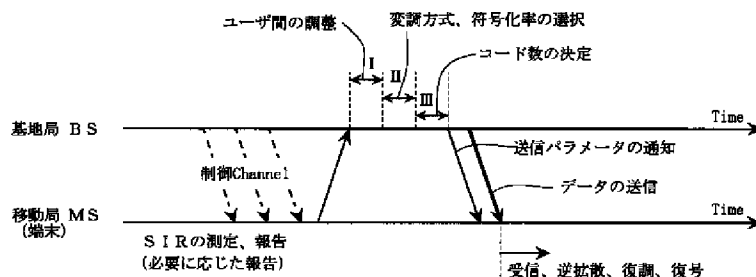 ユーザ間の調整
変調方式、符号化率の選択
コード数の決定
I
II
III
基地局 BS
Time
制御Channel
送信パラメータの通知
データの送信
移動局 MS
(端末)
Time
SIRの測定、報告
(必要に応じた報告)
受信、逆拡散、復調、復号